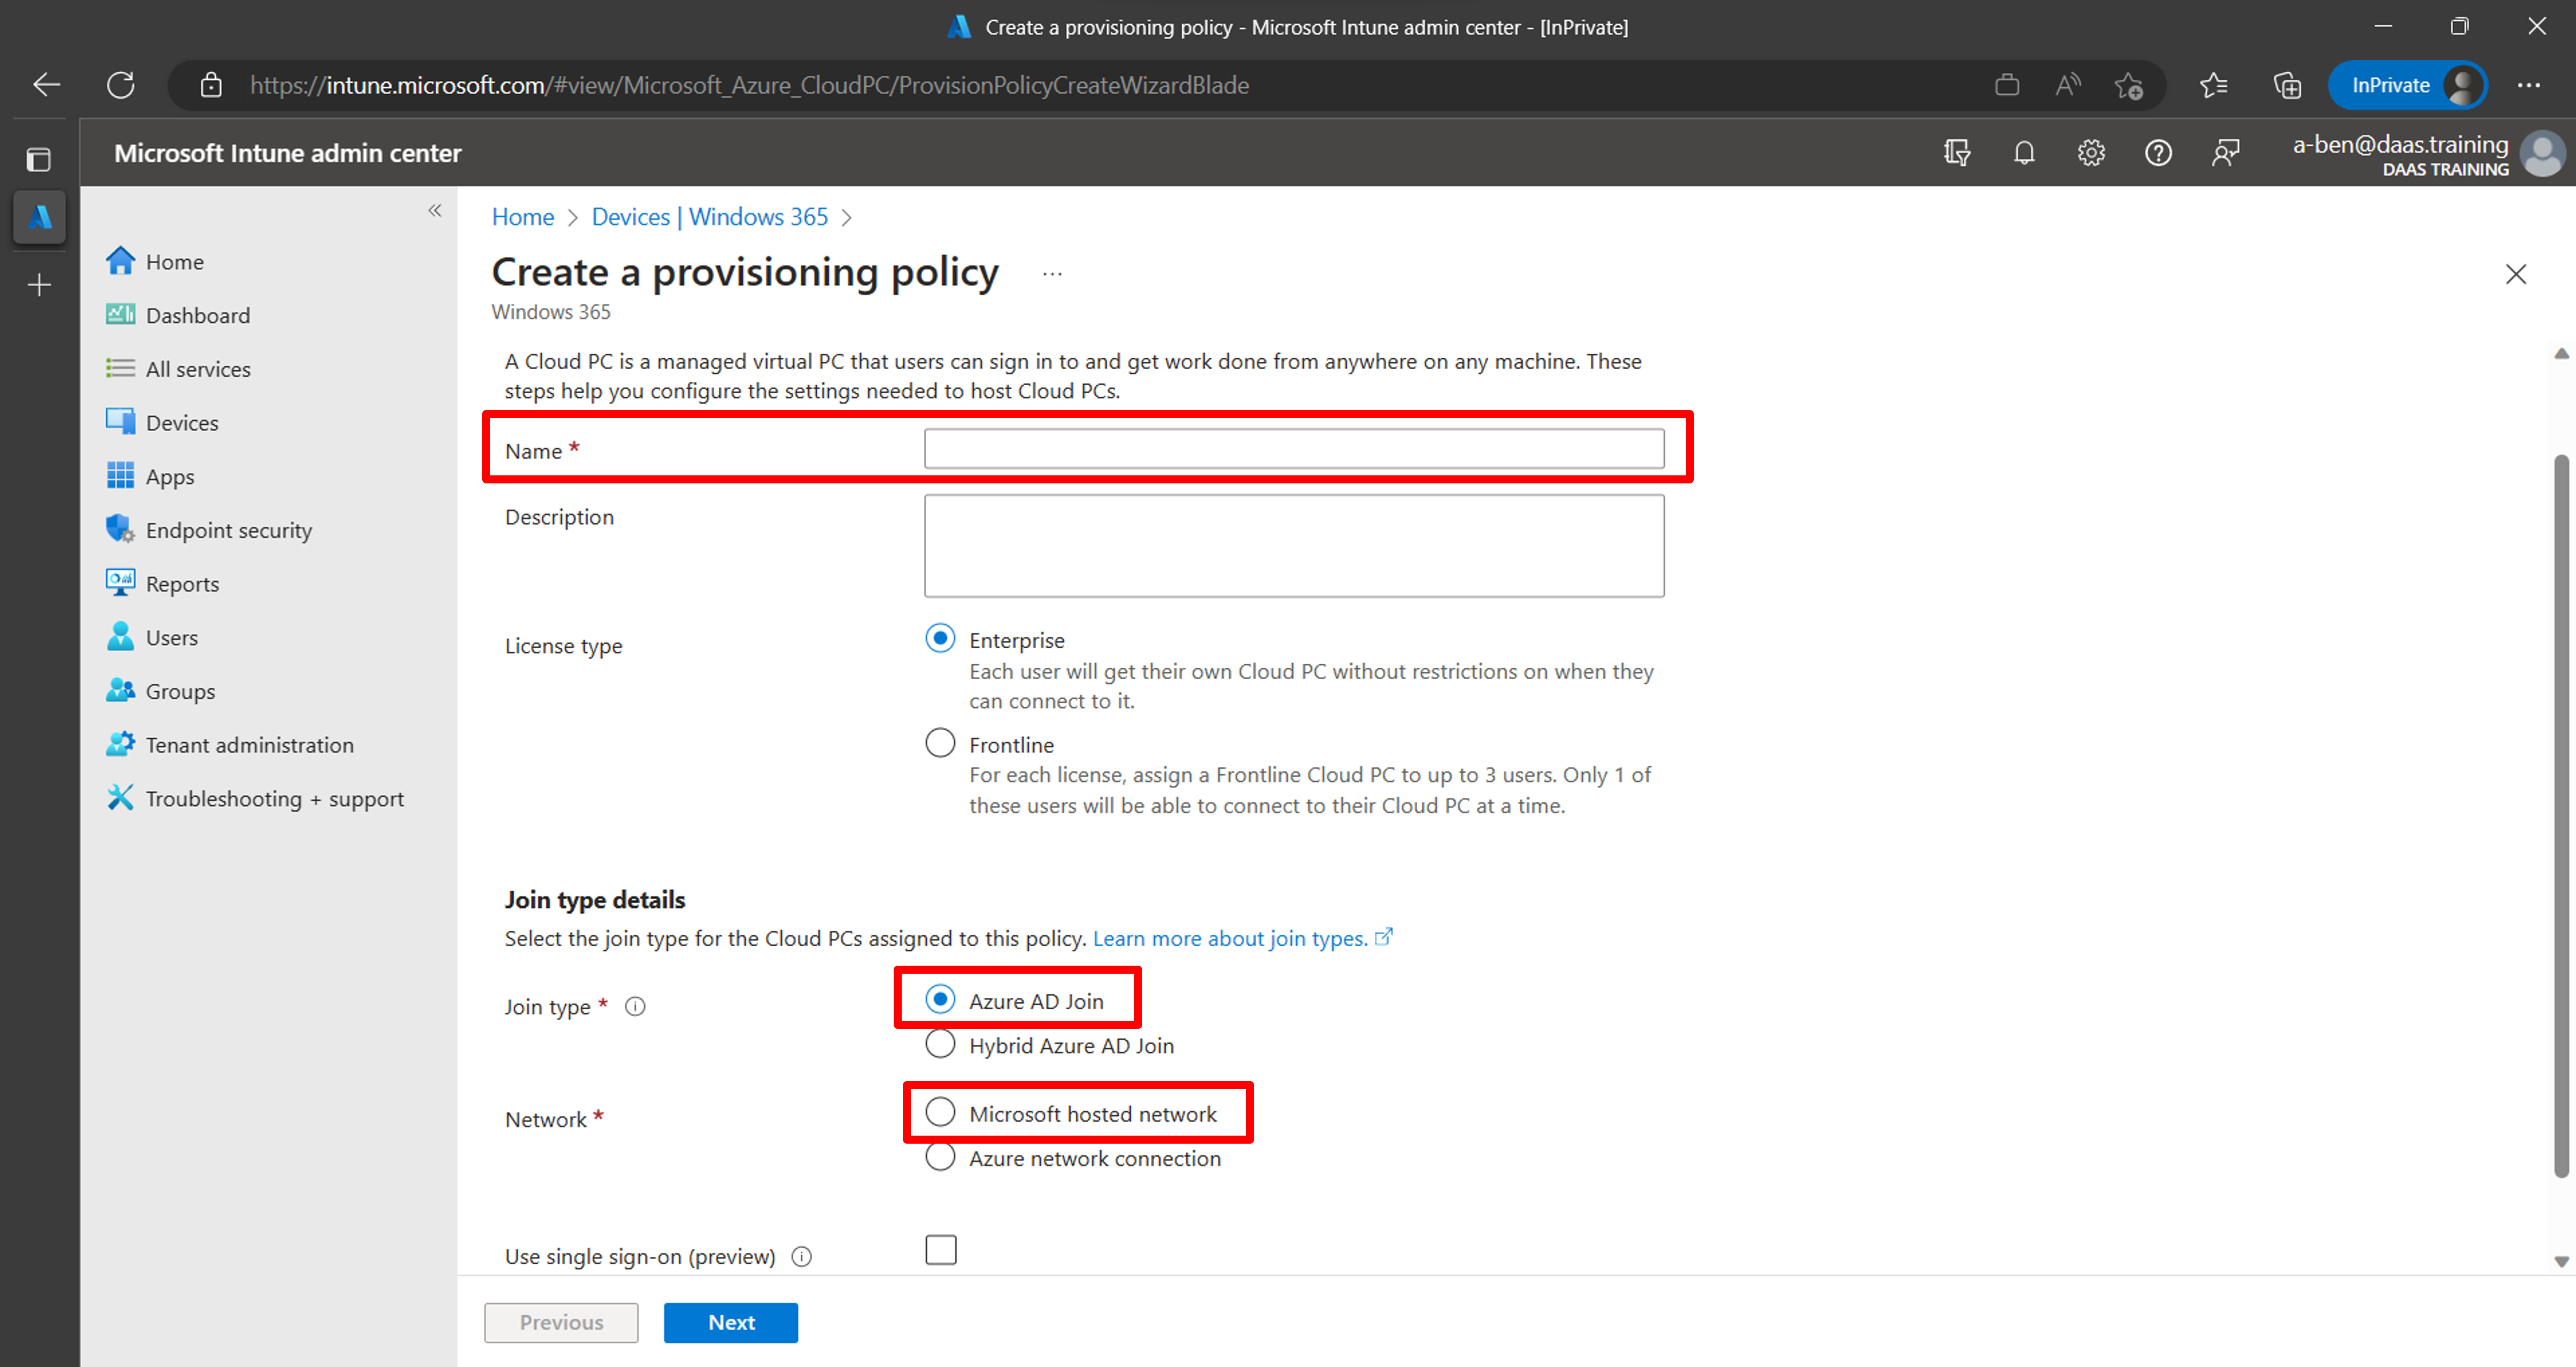 Create a provisioning policy - Microsoft Intune admin center - [InPrivate]
https://intune.microsoft.com/#view/Microsoft_Azure_CloudPC/ProvisionPolicyCreateWizardBlade
InPrivate
Microsoft Intune admin center
a-ben@daas.training
DAAS TRAINING
Home
Dashboard
All services
Devices
Apps
Endpoint security
Reports
Users
Groups
Tenant administration
Troubleshooting + support
Home > Devices | Windows 365 >
Create a provisioning policy ...
Windows 365
A Cloud PC is a managed virtual PC that users can sign in to and get work done from anywhere on any machine. These
steps help you configure the settings needed to host Cloud PCs.
Name *
Description
License type
Enterprise
Each user will get their own Cloud PC without restrictions on when they
can connect to it.
Frontline
For each license, assign a Frontline Cloud PC to up to 3 users. Only 1 of
these users will be able to connect to their Cloud PC at a time.
Join type details
Select the join type for the Cloud PCs assigned to this policy. Learn more about join types.
Join type *
Azure AD Join
Hybrid Azure AD Join
Network *
Microsoft hosted network
Azure network connection
Use single sign-on (preview)
Previous
Next